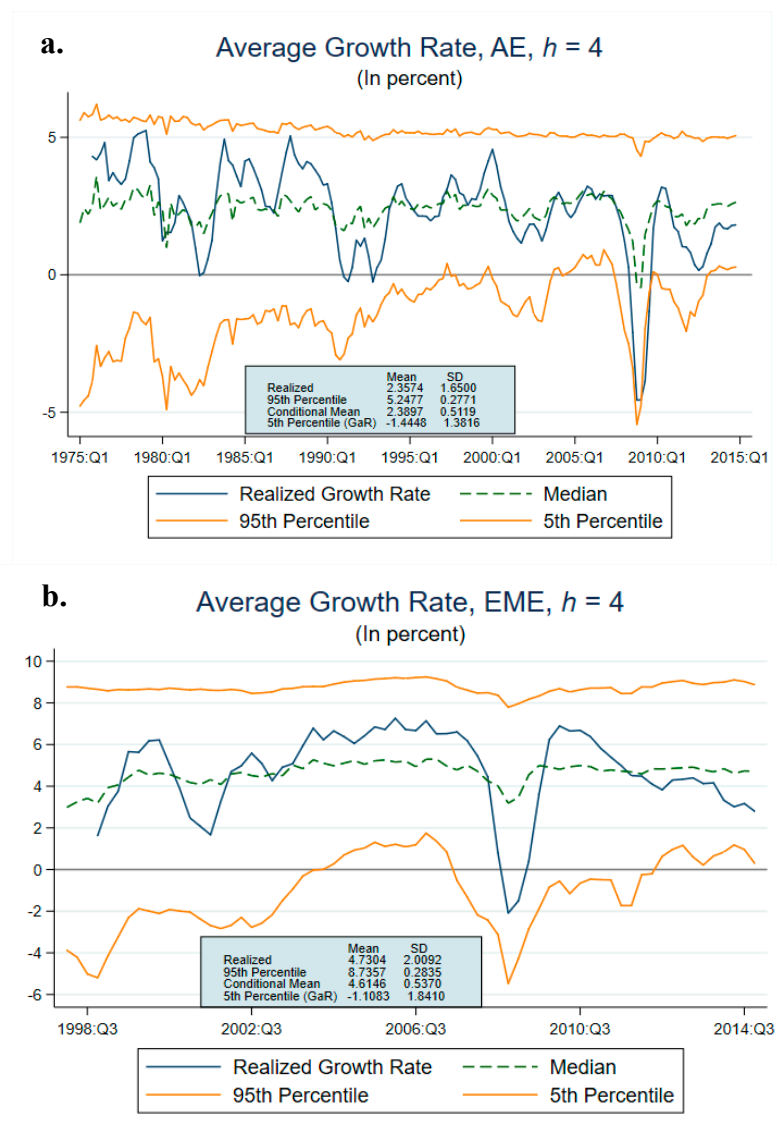 a.
Average Growth Rate, AE, h = 4
(In percent)
5
0
-5
Mean SD
Realized 2.3574 1.6500
95th Percentile 5.2477 0.2771
Conditional Mean 2.3897 0.5119
5th Percentile (GaR) -1.4448 1.3816
1975:Q1 1980:Q1 1985:Q1 1990:Q1 1995:Q1 2000:Q1 2005:Q1 2010:Q1 2015:Q1
Realized Growth Rate Median
95th Percentile 5th Percentile
b.
Average Growth Rate, EME, h = 4
(In percent)
10
8
6
4
2
0
-2
-4
-6
Mean SD
Realized 4.7304 2.0092
95th Percentile 8.7357 0.2835
Conditional Mean 4.6146 0.5370
5th Percentile (GaR) -1.1083 1.8410
1998:Q3 2002:Q3 2006:Q3 2010:Q3 2014:Q3
Realized Growth Rate Median
95th Percentile 5th Percentile